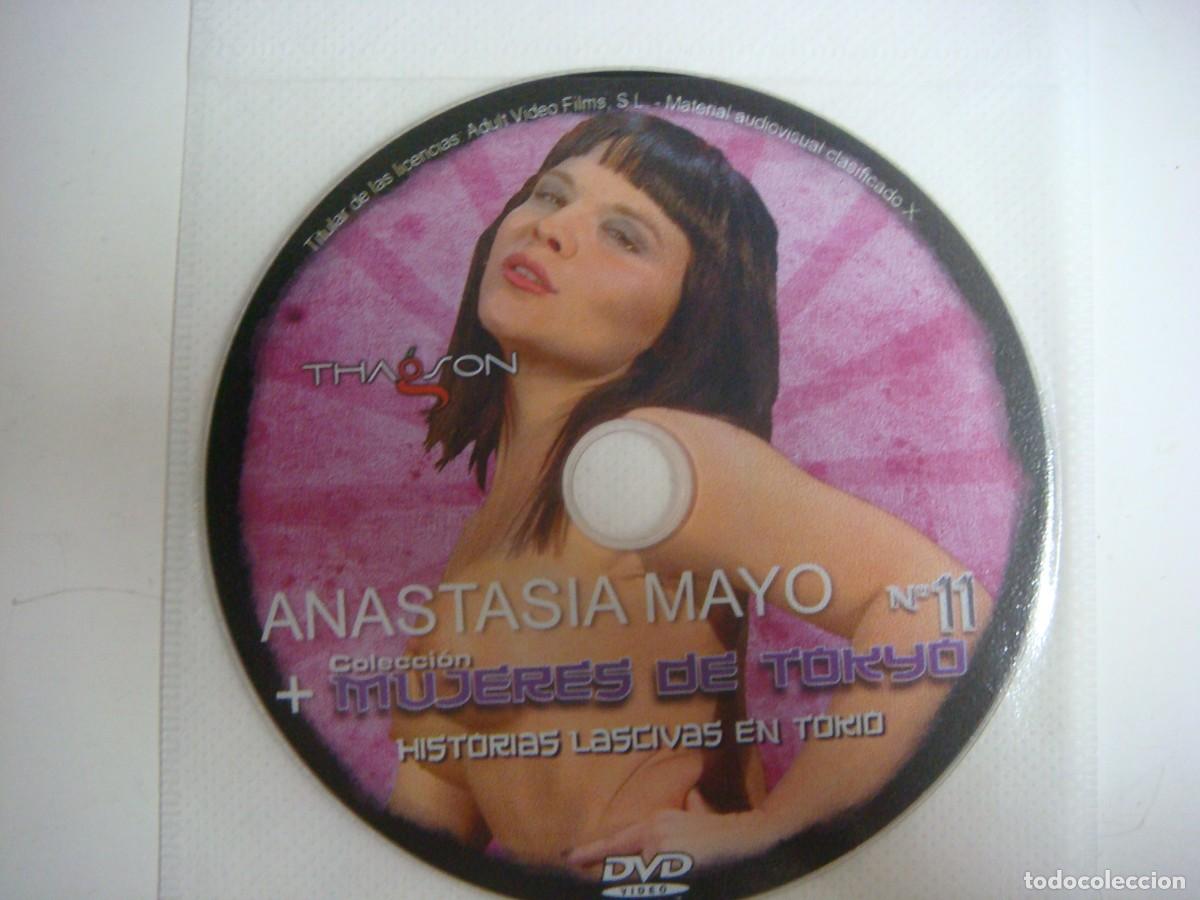 Titular de las licencias: Adult Video Films, S.L. - Material audiovisual clasificado X
THAGSON
ANASTASIA MAYO Nº11
Colección
+ MUJERES DE TOKYO
HISTORIAS LASCIVAS EN TOKIO
DVD
VIDEO
todocoleccion